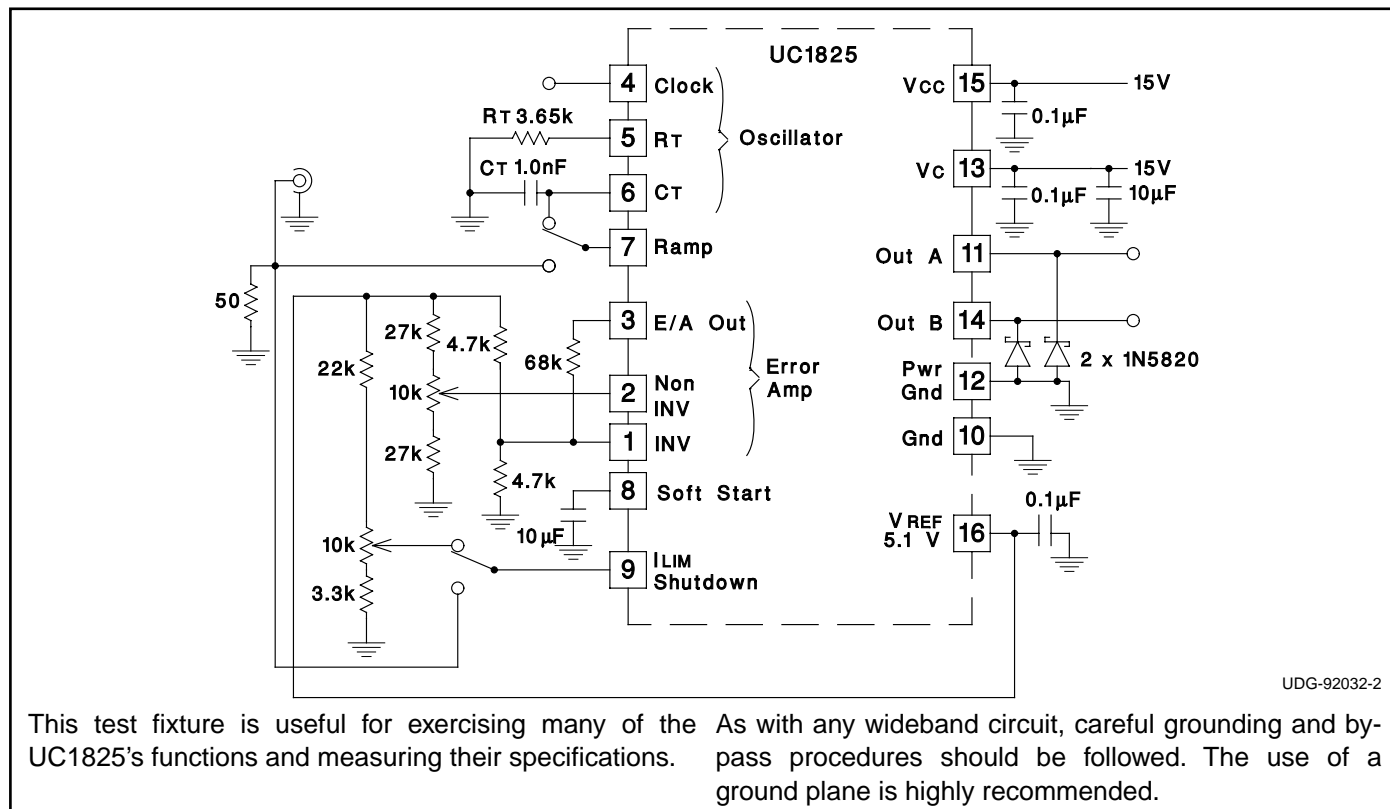 UC1825
4 Clock
RT 3.65k
5 RT
Oscillator
CT 1.0nF
6 CT
7 Ramp
50
3 E/A Out
27k
4.7k
68k
22k
Error
Amp
10k
2 Non
INV
1 INV
27k
4.7k
8 Soft Start
10µF
10k
9 ILIM
Shutdown
3.3k
VCC 15
15V
0.1µF
VC 13
15V
0.1µF
10µF
Out A 11
Out B 14
2 x 1N5820
Pwr
Gnd 12
Gnd 10
0.1µF
VREF
5.1 V 16
UDG-92032-2
This test fixture is useful for exercising many of the
UC1825's functions and measuring their specifications.
As with any wideband circuit, careful grounding and by-
pass procedures should be followed. The use of a
ground plane is highly recommended.